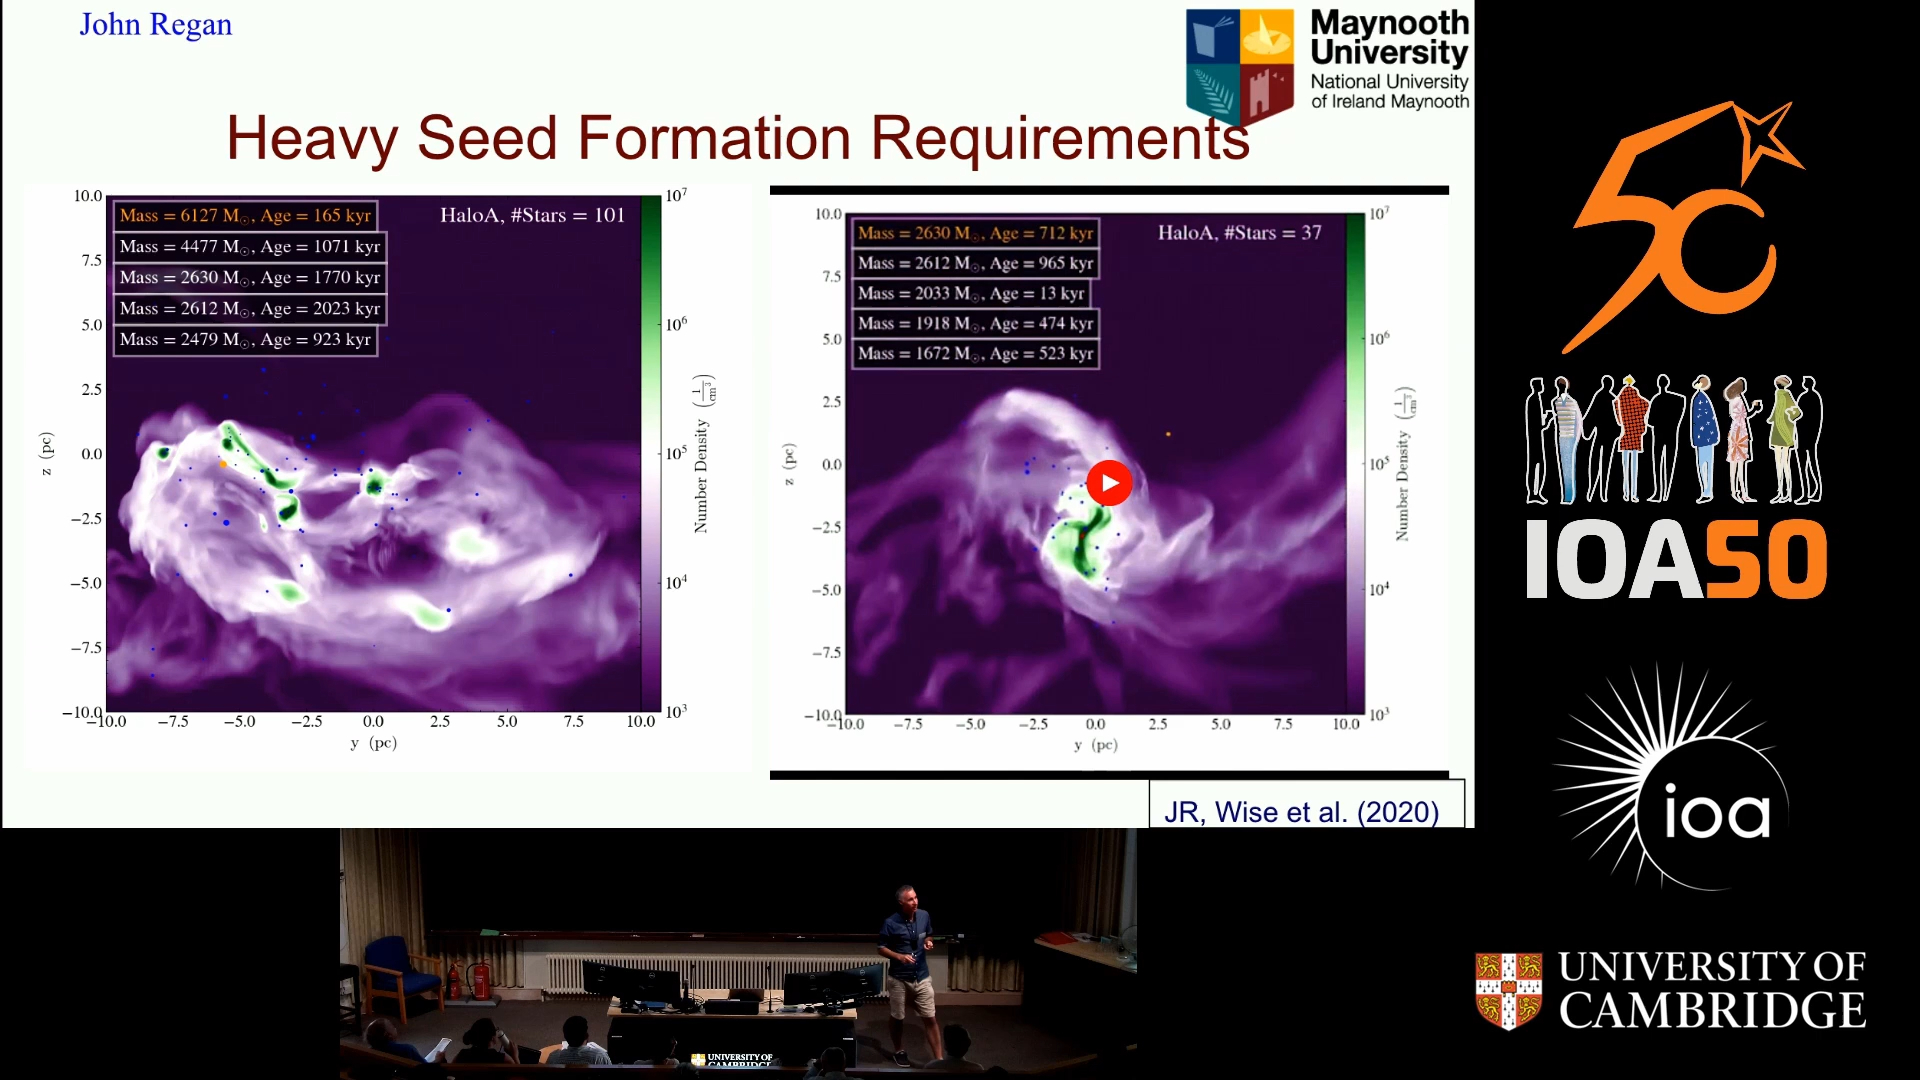 John Regan
Maynooth
University
National University
of Ireland Maynooth
Heavy Seed Formation Requirements
Mass = 6127 M☉, Age = 165 kyr
Mass = 4477 M☉, Age = 1071 kyr
Mass = 2630 M☉, Age = 1770 kyr
Mass = 2612 M☉, Age = 2023 kyr
Mass = 2479 M☉, Age = 923 kyr
HaloA, #Stars = 101
10.0
7.5
5.0
2.5
0.0
−2.5
−5.0
−7.5
−10.0
z (pc)
−10.0 −7.5 −5.0 −2.5 0.0 2.5 5.0 7.5 10.0
y (pc)
10⁷
10⁶
10⁵
10⁴
10³
Number Density (1/cm³)
Mass = 2630 M☉, Age = 712 kyr
Mass = 2612 M☉, Age = 965 kyr
Mass = 2033 M☉, Age = 13 kyr
Mass = 1918 M☉, Age = 474 kyr
Mass = 1672 M☉, Age = 523 kyr
HaloA, #Stars = 37
10.0
7.5
5.0
2.5
0.0
−2.5
−5.0
−7.5
−10.0
z (pc)
−10.0 −7.5 −5.0 −2.5 0.0 2.5 5.0 7.5 10.0
y (pc)
10⁷
10⁶
10⁵
10⁴
10³
Number Density (1/cm³)
JR, Wise et al. (2020)
50
IOA50
ioa
UNIVERSITY OF
CAMBRIDGE
UNIVERSITY OF
CAMBRIDGE